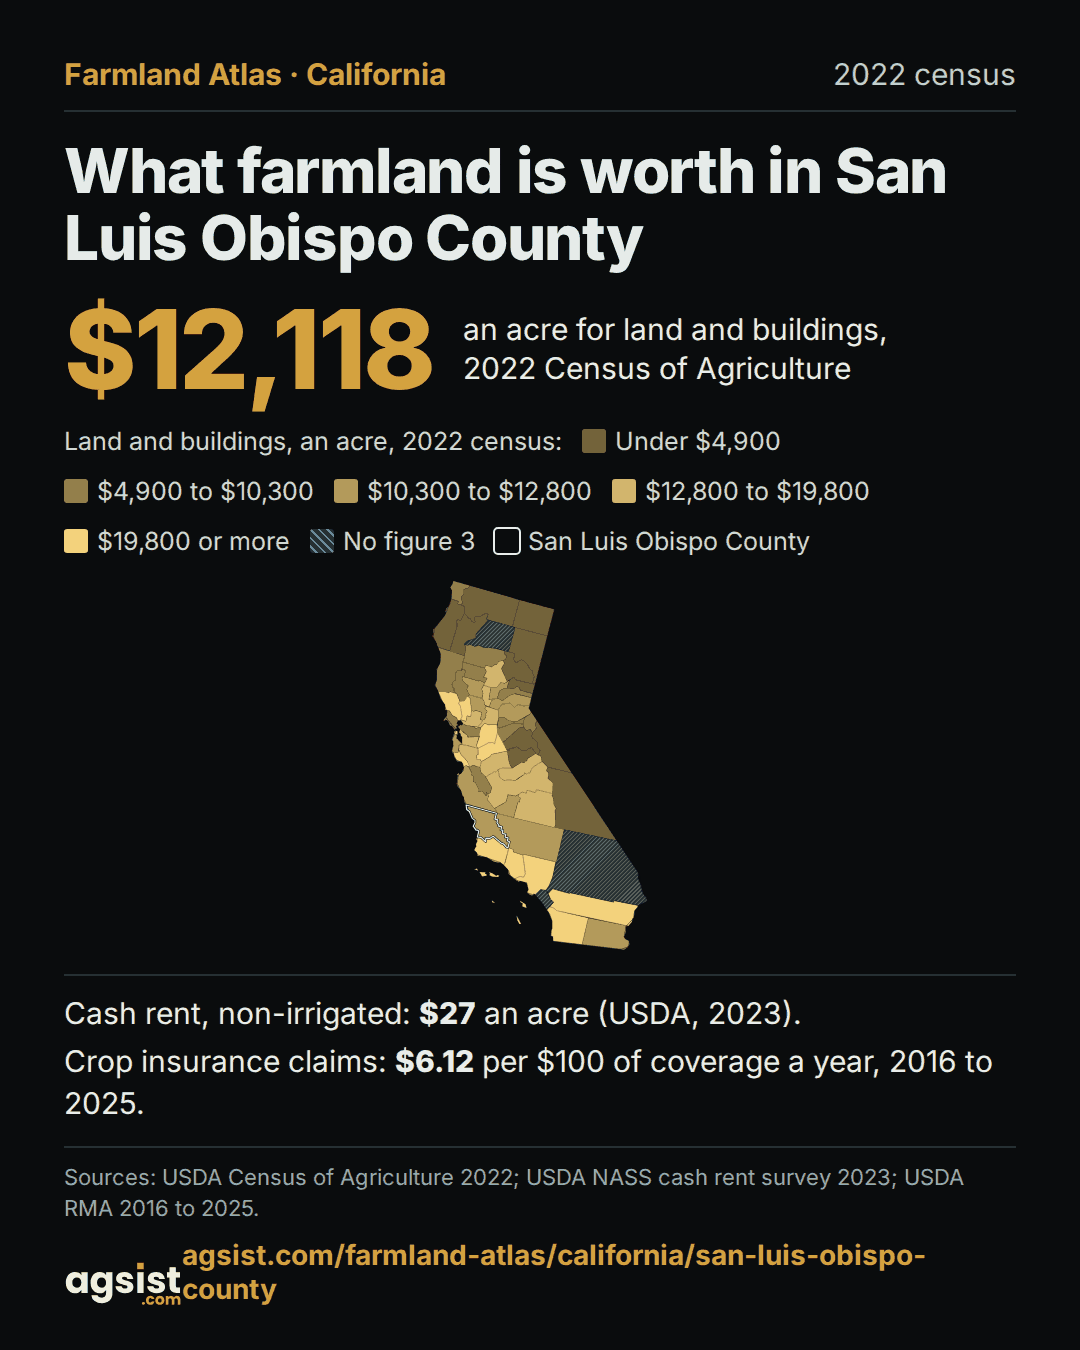 Farmland Atlas · California
2022 census
What farmland is worth in San
Luis Obispo County
$12,118
an acre for land and buildings,
2022 Census of Agriculture
Land and buildings, an acre, 2022 census: Under $4,900
$4,900 to $10,300 $10,300 to $12,800 $12,800 to $19,800
$19,800 or more No figure 3 San Luis Obispo County
Cash rent, non-irrigated: $27 an acre (USDA, 2023).
Crop insurance claims: $6.12 per $100 of coverage a year, 2016 to
2025.
Sources: USDA Census of Agriculture 2022; USDA NASS cash rent survey 2023; USDA
RMA 2016 to 2025.
agsist.com
agsist.com/farmland-atlas/california/san-luis-obispo-
county